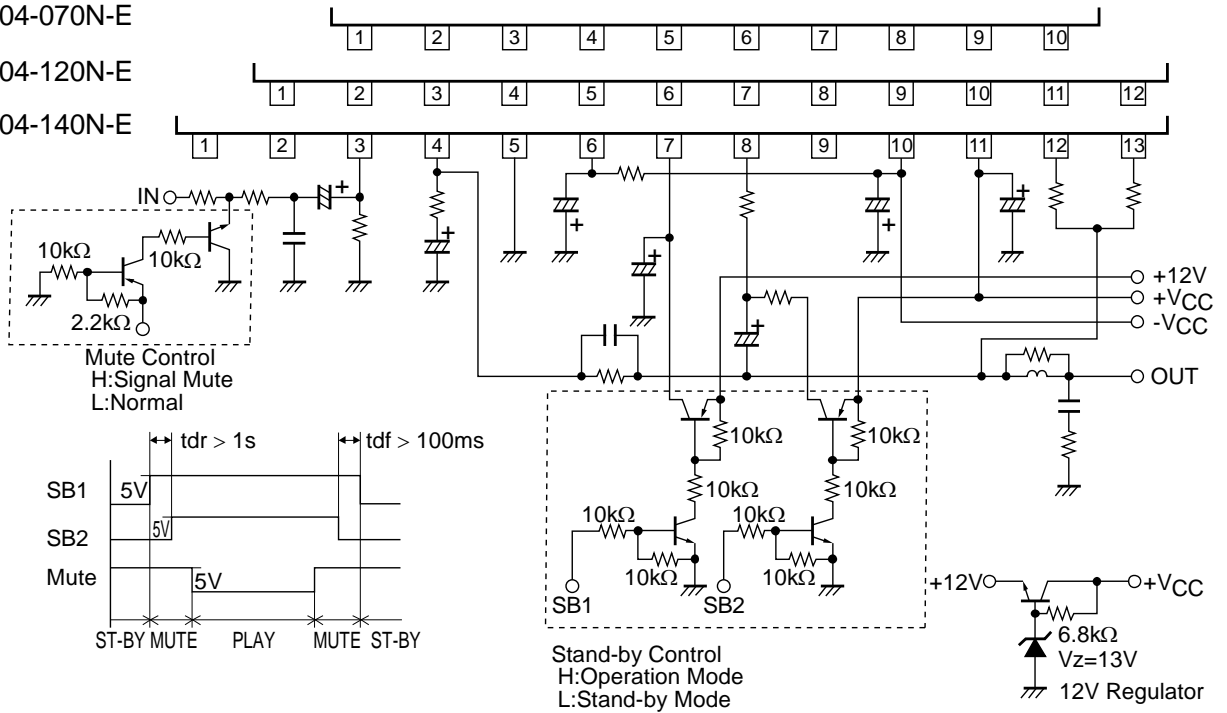 04-070N-E
1 2 3 4 5 6 7 8 9 10
04-120N-E
1 2 3 4 5 6 7 8 9 10 11 12
04-140N-E
1 2 3 4 5 6 7 8 9 10 11 12 13
IN
+
+
+
+
+
+
+
10kΩ
10kΩ
2.2kΩ
Mute Control
H:Signal Mute
L:Normal
+12V
+VCC
-VCC
OUT
tdr > 1s
tdf > 100ms
SB1
5V
SB2
5V
Mute
5V
ST-BY MUTE PLAY MUTE ST-BY
10kΩ
10kΩ
10kΩ
10kΩ
10kΩ
10kΩ
10kΩ
10kΩ
SB1
SB2
Stand-by Control
H:Operation Mode
L:Stand-by Mode
+12V
+VCC
6.8kΩ
Vz=13V
12V Regulator